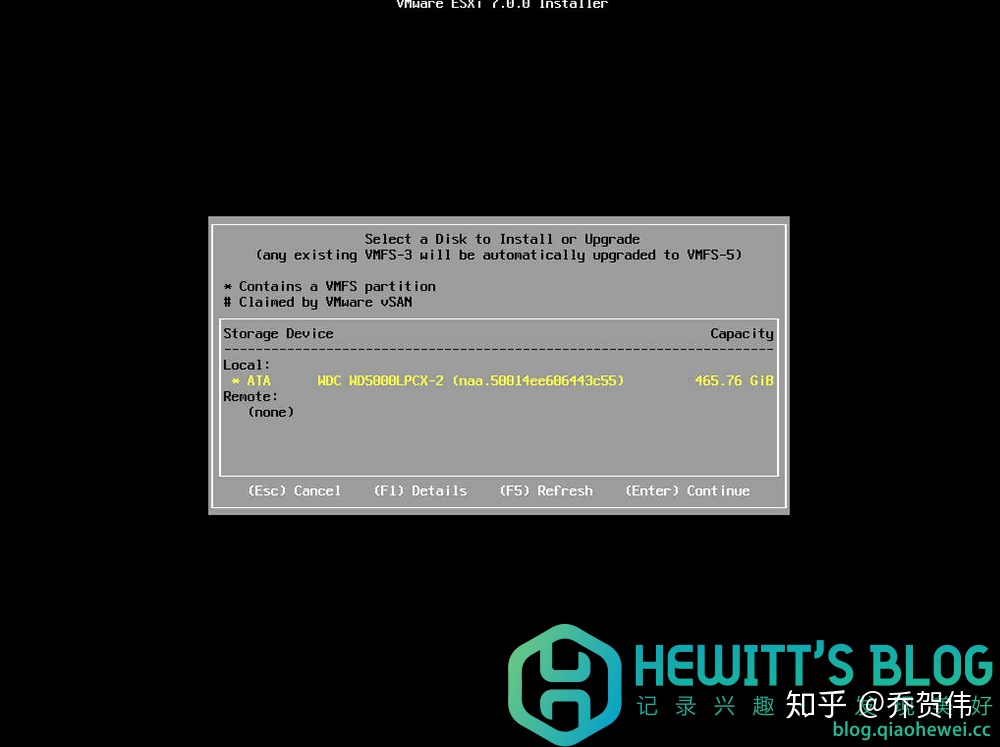 VMware ESXi 7.0.0 Installer
Select a Disk to Install or Upgrade
(any existing VMFS-3 will be automatically upgraded to VMFS-5)
* Contains a VMFS partition
# Claimed by VMware vSAN
Storage Device Capacity
Local:
* ATA WDC WD5000LPCX-2 (naa.50014ee606443c55) 465.76 GiB
Remote:
(none)
(Esc) Cancel (F1) Details (F5) Refresh (Enter) Continue
HEWITT'S BLOG
记录兴趣
知乎 @乔贺伟
好
blog.qiaohewei.cc